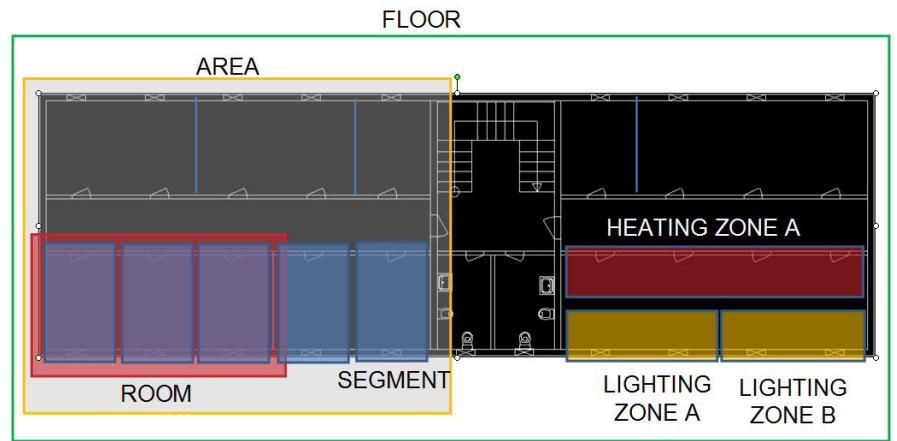 FLOOR
AREA
HEATING ZONE A
SEGMENT
ROOM
LIGHTING
ZONE A
LIGHTING
ZONE B